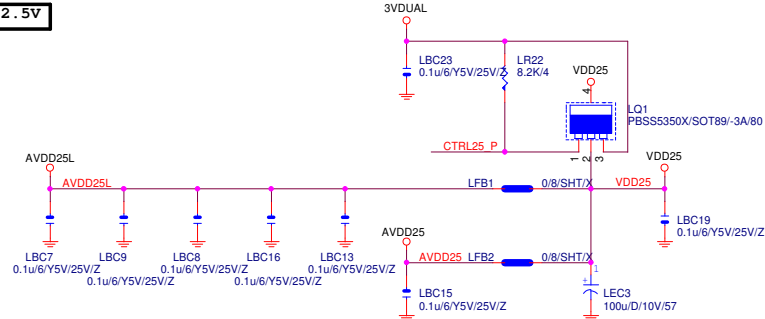 2.5V
3VDUAL
LBC23
0.1u/6/Y5V/25V/Z
LR22
8.2K/4
VDD25
4
LQ1
PBSS5350X/SOT89/-3A/80
CTRL25_P
1 2 3
AVDD25L
AVDD25L
LFB1
0/8/SHT/X
VDD25
VDD25
LBC19
0.1u/6/Y5V/25V/Z
LBC7
0.1u/6/Y5V/25V/Z
LBC9
0.1u/6/Y5V/25V/Z
LBC8
0.1u/6/Y5V/25V/Z
LBC16
0.1u/6/Y5V/25V/Z
LBC13
0.1u/6/Y5V/25V/Z
AVDD25
AVDD25
LFB2
0/8/SHT/X
LBC15
0.1u/6/Y5V/25V/Z
1
+
LEC3
100u/D/10V/57